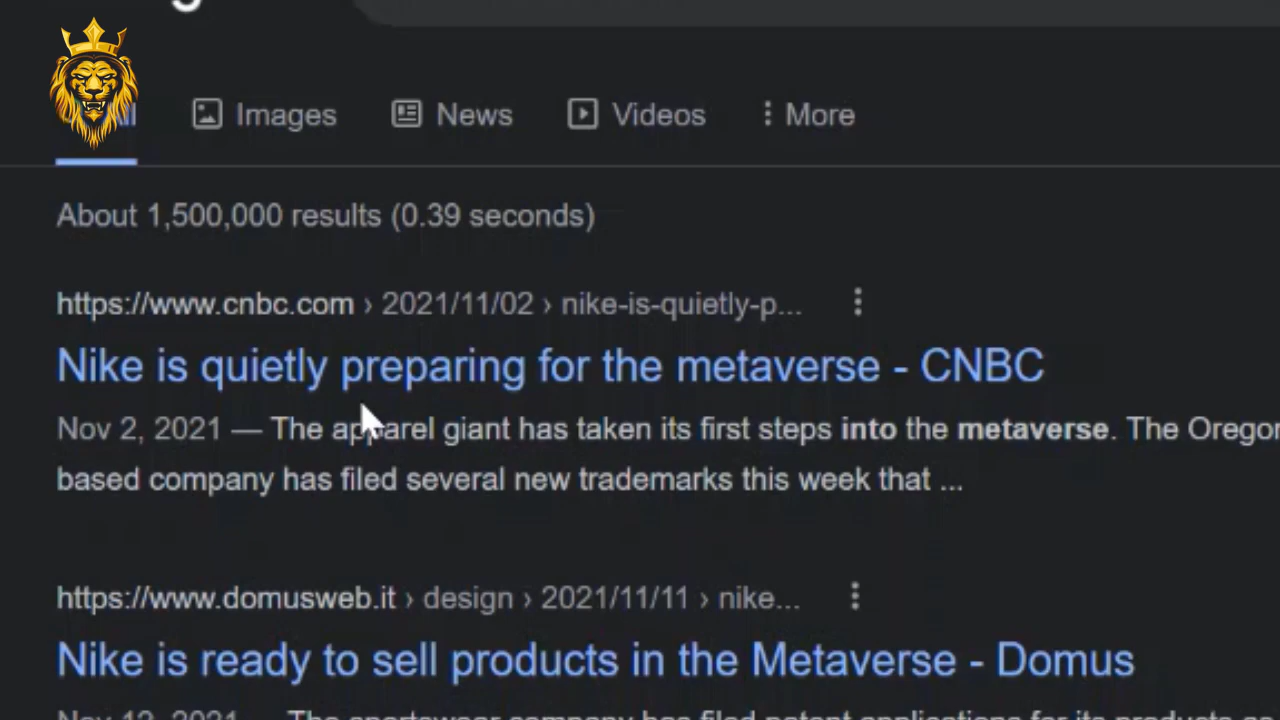 Images News Videos More
About 1,500,000 results (0.39 seconds)
https://www.cnbc.com › 2021/11/02 › nike-is-quietly-p...
Nike is quietly preparing for the metaverse - CNBC
Nov 2, 2021 — The apparel giant has taken its first steps into the metaverse. The Oregon
based company has filed several new trademarks this week that ...
https://www.domusweb.it › design › 2021/11/11 › nike...
Nike is ready to sell products in the Metaverse - Domus